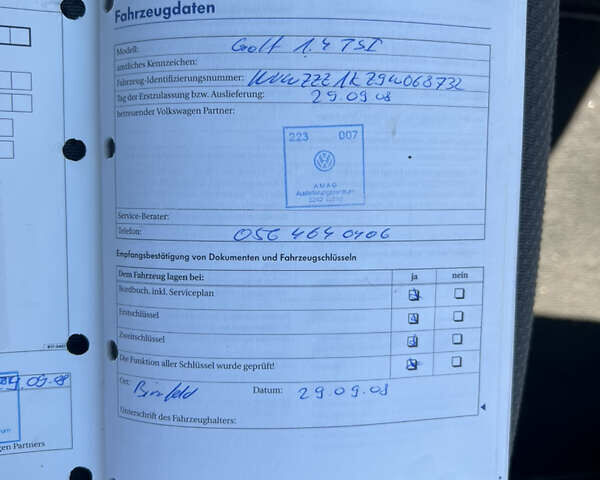 Fahrzeugdaten
Modell: Golf 1.4 TSI
amtliches Kennzeichen:
Fahrzeug-Identifizierungsnummer: WVWZZZ1KZ9W068732
Tag der Erstzulassung bzw. Auslieferung: 29.09.08
betreuender Volkswagen Partner:
223 007
AMAG
Auslieferungszentrum
Service-Berater:
Telefon: 056 464 0406
Empfangsbestätigung von Dokumenten und Fahrzeugschlüsseln
Dem Fahrzeug lagen bei: ja nein
Bordbuch, inkl. Serviceplan
Erstschlüssel
Zweitschlüssel
Die Funktion aller Schlüssel wurde geprüft!
Ort: Datum: 29.09.08
Unterschrift des Fahrzeughalters:
.09.08
Partners